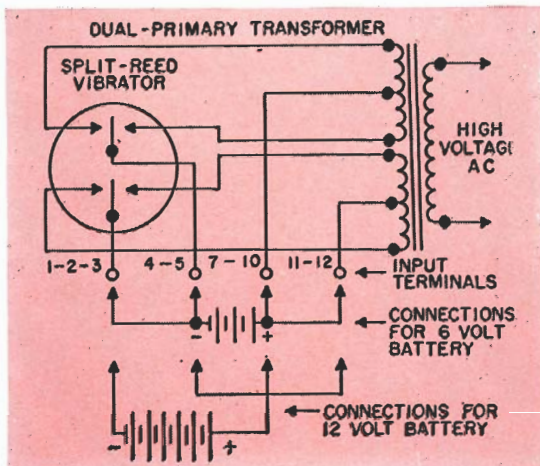 DUAL-PRIMARY TRANSFORMER
SPLIT-REED
VIBRATOR
HIGH
VOLTAGE
AC
1-2-3
4-5
7-10
11-12
INPUT
TERMINALS
- +
CONNECTIONS
FOR 6 VOLT
BATTERY
CONNECTIONS FOR
12 VOLT BATTERY
- +